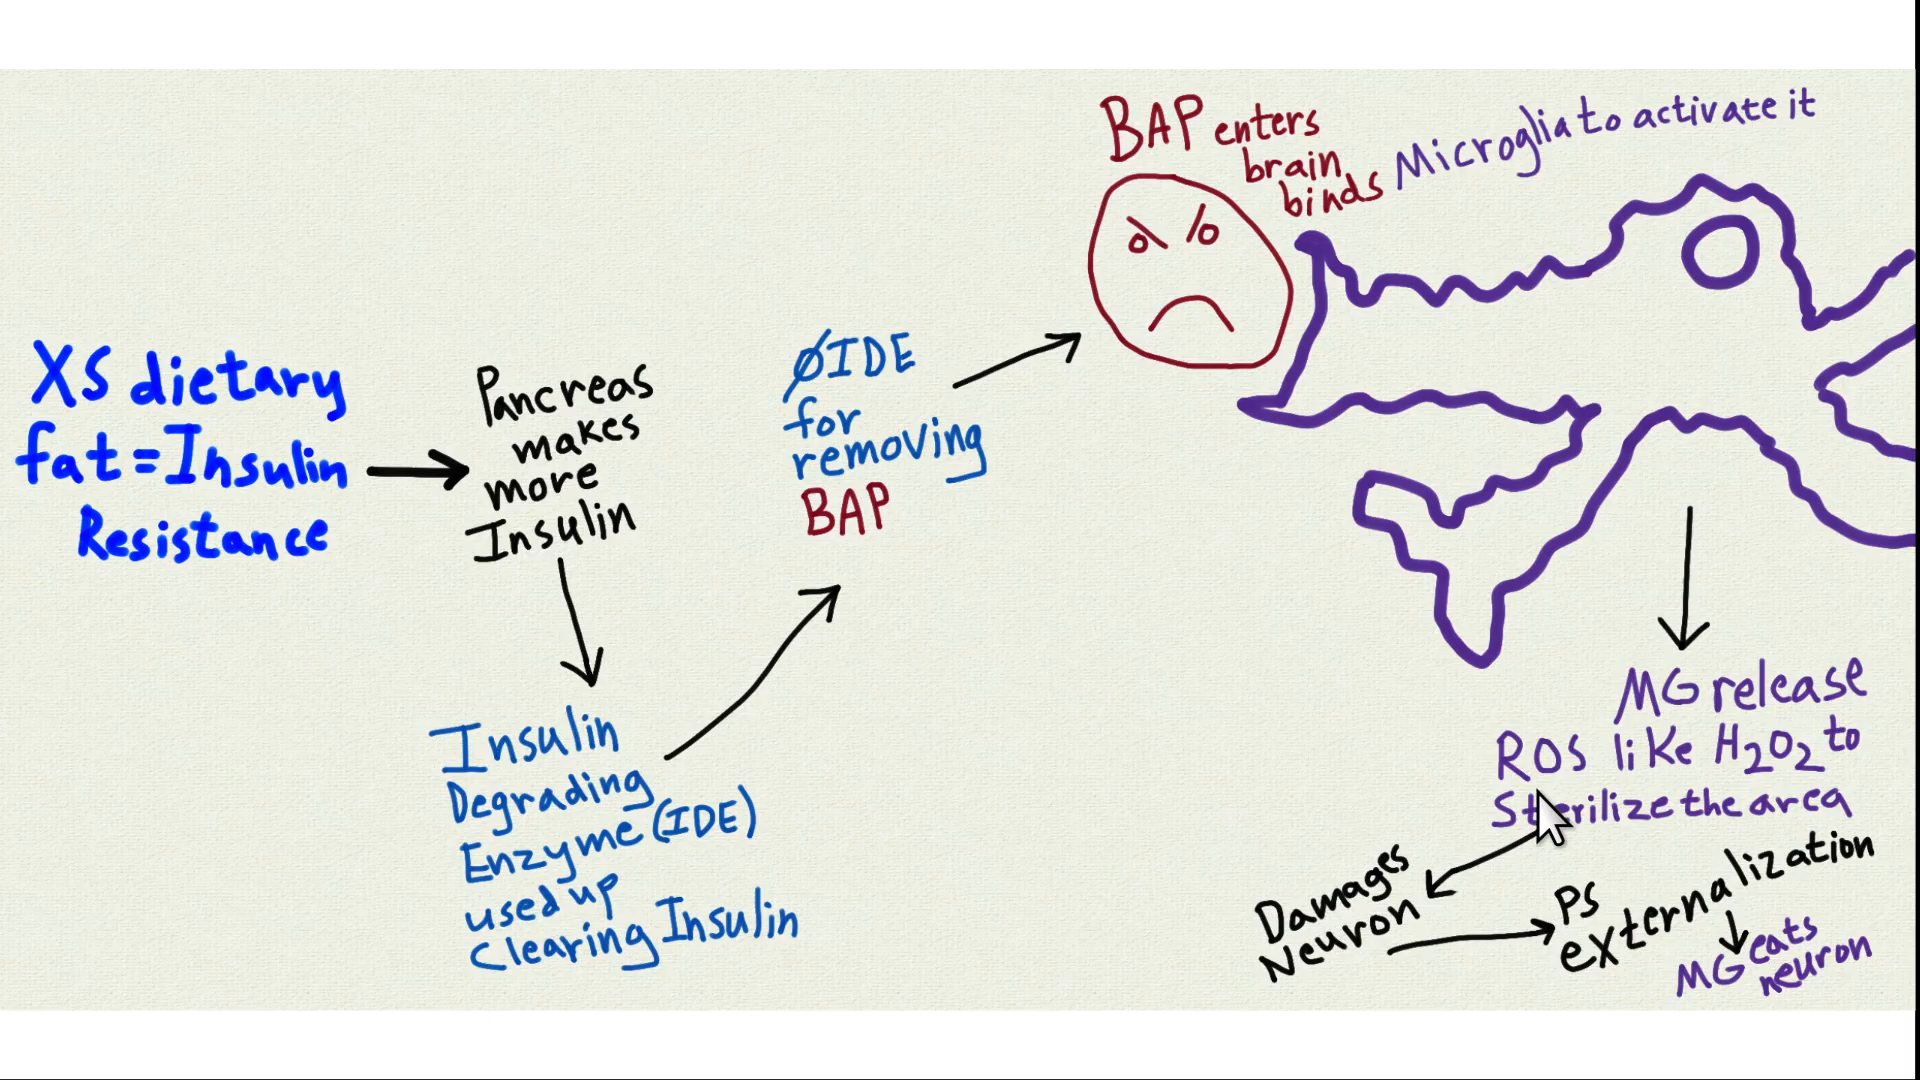 XS dietary
fat = Insulin
Resistance
Pancreas
makes
more
Insulin
Insulin
Degrading
Enzyme (IDE)
used up
clearing Insulin
ØIDE
for
removing
BAP
BAP enters
brain
binds
Microglia to activate it
MG release
ROS like H2O2 to
Sterilize the area
Damages
Neuron
PS
externalization
MG eats
neuron